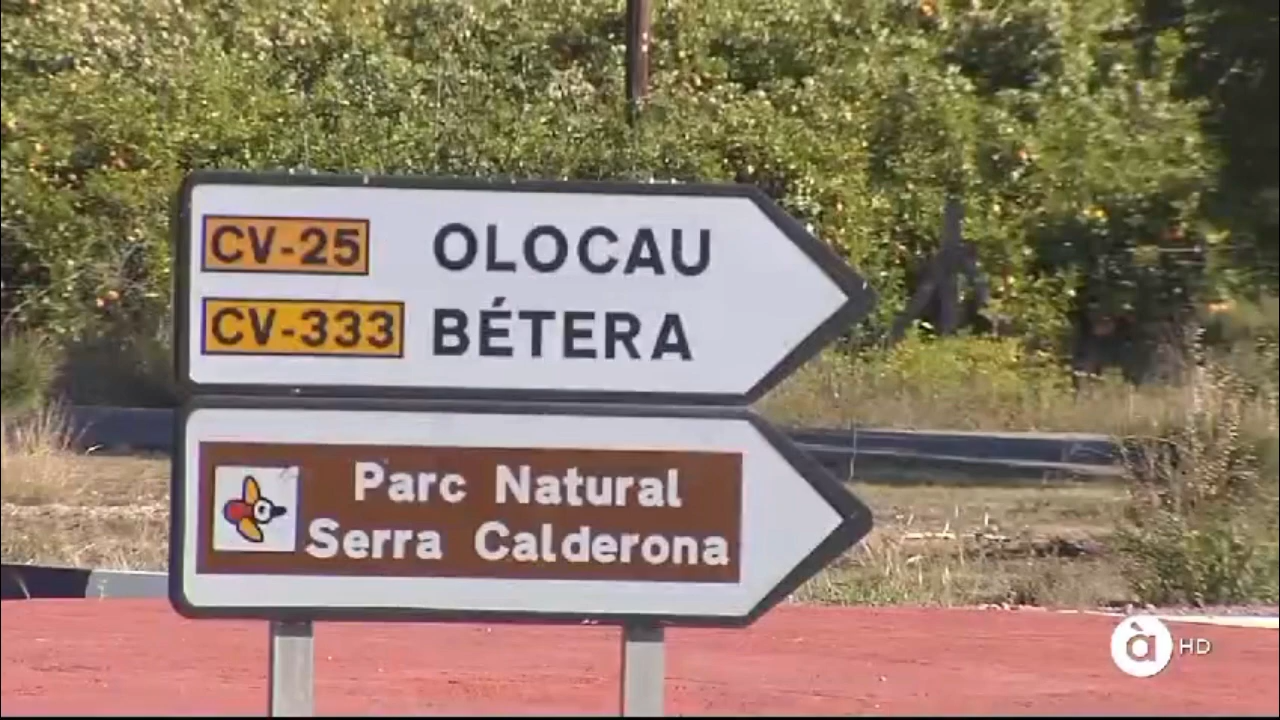 CV-25 OLOCAU
CV-333 BÉTERA
Parc Natural
Serra Calderona
à HD